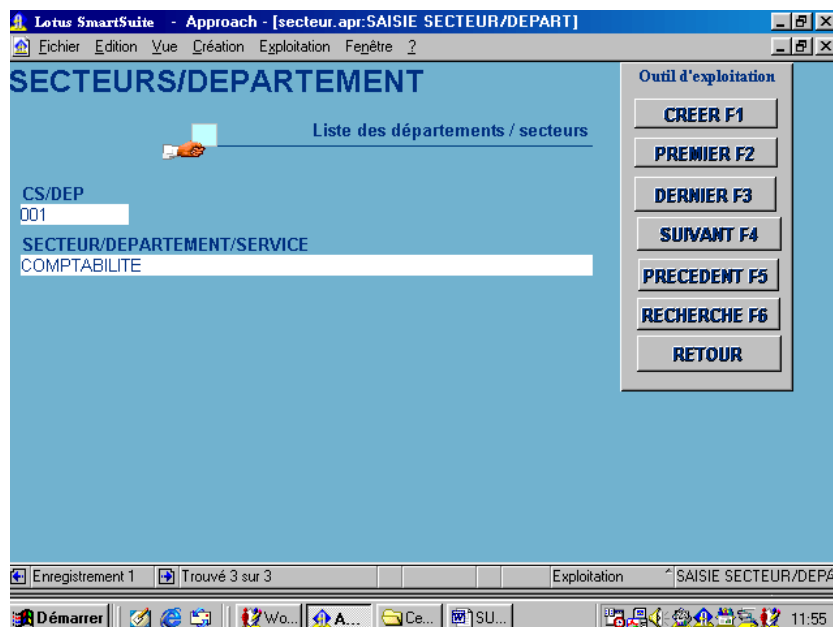 Lotus SmartSuite - Approach - [secteur.apr:SAISIE SECTEUR/DEPART]
Fichier Edition Vue Création Exploitation Fenêtre ?
SECTEURS/DEPARTEMENT
Liste des départements / secteurs
CS/DEP
001
SECTEUR/DEPARTEMENT/SERVICE
COMPTABILITE
Outil d'exploitation
CREER F1
PREMIER F2
DERNIER F3
SUIVANT F4
PRECEDENT F5
RECHERCHE F6
RETOUR
Enregistrement 1 Trouvé 3 sur 3 Exploitation SAISIE SECTEUR/DEPA
Démarrer Wo... A... Ce... SU... 11:55